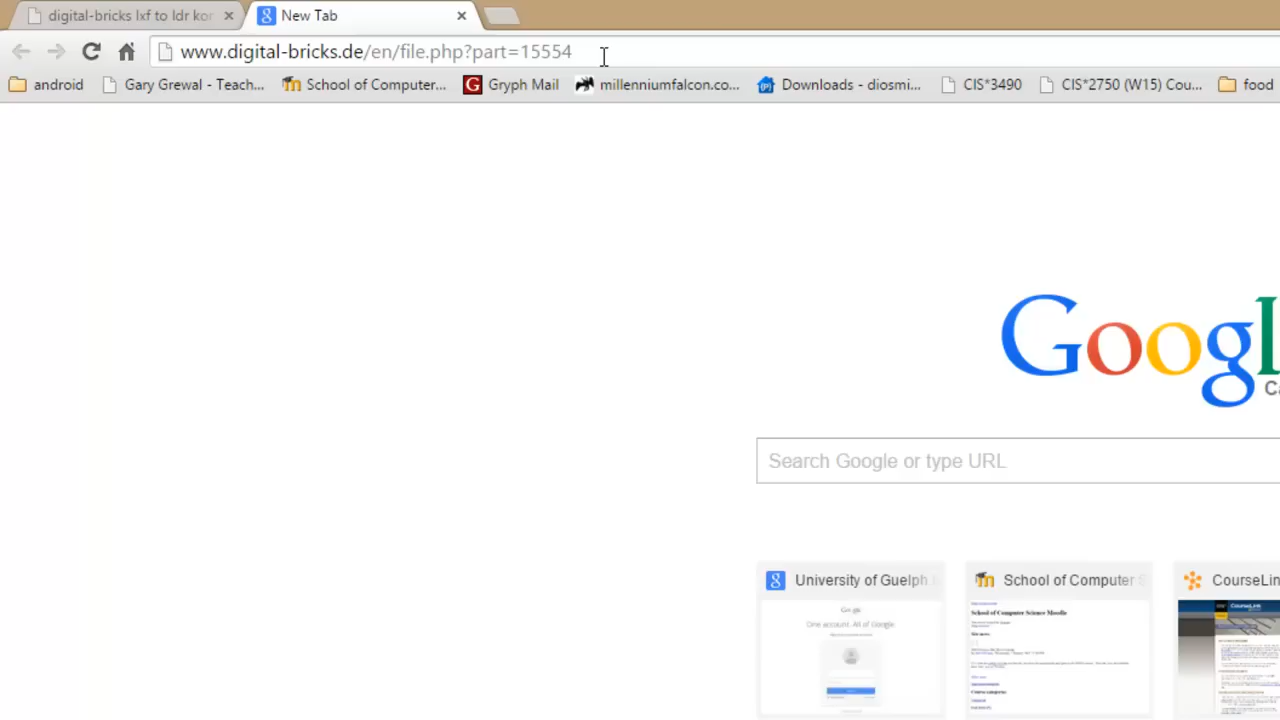 digital-bricks lxf to ldr kor
New Tab
www.digital-bricks.de/en/file.php?part=15554
android
Gary Grewal - Teach...
School of Computer...
Gryph Mail
millenniumfalcon.co...
Downloads - diosmi...
CIS*3490
CIS*2750 (W15) Cou...
food
Googl
Ca
Search Google or type URL
University of Guelph
School of Computer S
CourseLin
Google
One account. All of Google
School of Computer Science Moodle